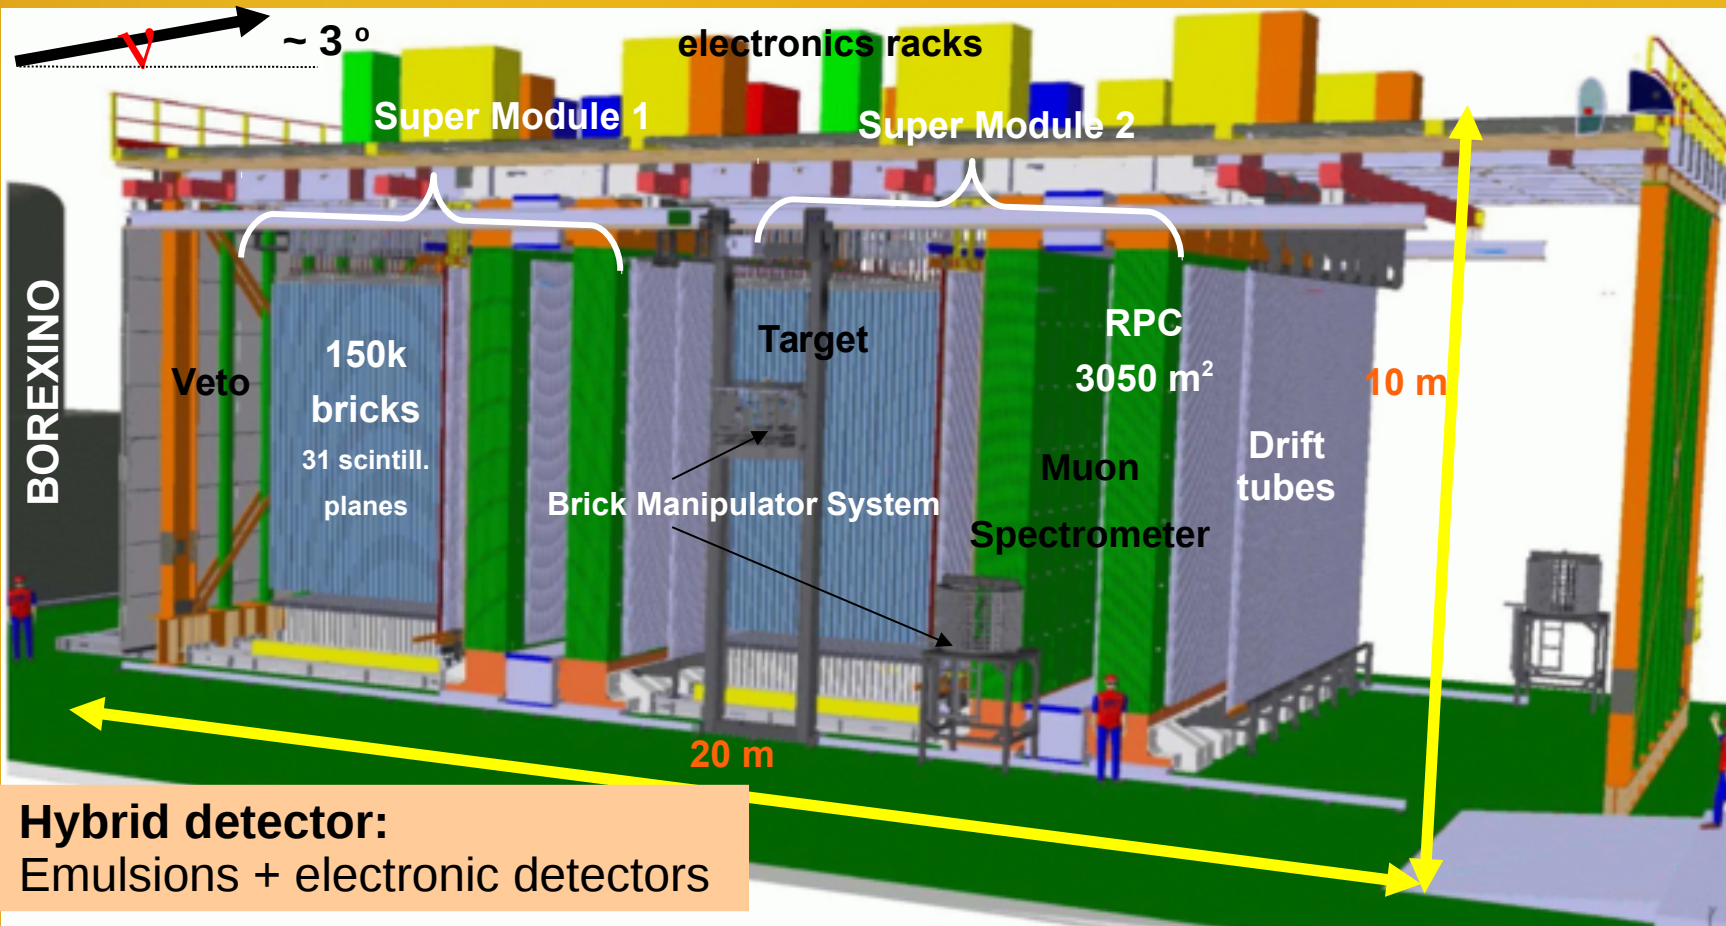 ν
~ 3 º
electronics racks
Super Module 1
Super Module 2
BOREXINO
Veto
150k
bricks
31 scintill.
planes
Target
Brick Manipulator System
RPC
3050 m²
Muon
Spectrometer
Drift
tubes
10 m
20 m
Hybrid detector:
Emulsions + electronic detectors